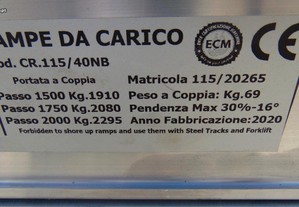 AMPE DA CARICO
ECM
CE
od. CR.115/40NB
Portata a Coppia Matricola 115/20265
Passo 1500 Kg.1910 Peso a Coppia: Kg.69
Passo 1750 Kg.2080 Pendenza Max 30%-16°
Passo 2000 Kg.2295 Anno Fabbricazione:2020
Forbidden to shore up ramps and use them with Steel Tracks and Forklift